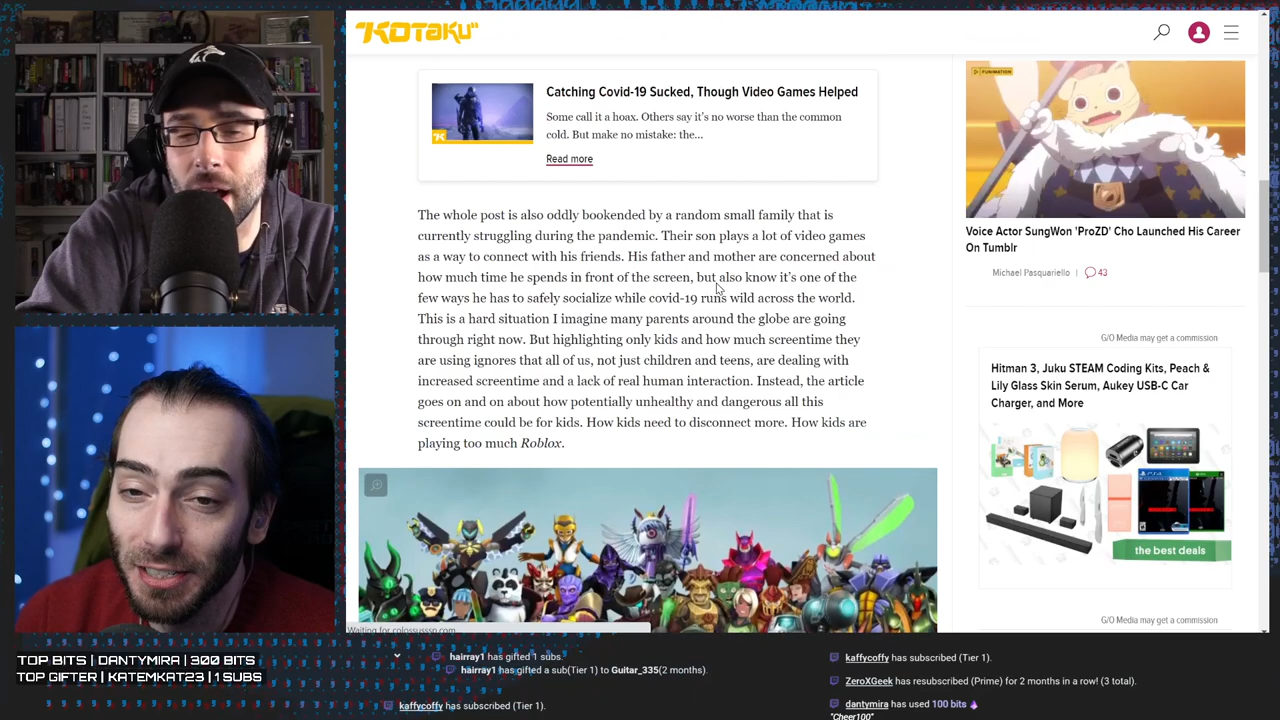 "KOTaKU"
Catching Covid-19 Sucked, Though Video Games Helped
Some call it a hoax. Others say it's no worse than the common
cold. But make no mistake: the...
Read more
The whole post is also oddly bookended by a random small family that is
currently struggling during the pandemic. Their son plays a lot of video games
as a way to connect with his friends. His father and mother are concerned about
how much time he spends in front of the screen, but also know it's one of the
few ways he has to safely socialize while covid-19 runs wild across the world.
This is a hard situation I imagine many parents around the globe are going
through right now. But highlighting only kids and how much screentime they
are using ignores that all of us, not just children and teens, are dealing with
increased screentime and a lack of real human interaction. Instead, the article
goes on and on about how potentially unhealthy and dangerous all this
screentime could be for kids. How kids need to disconnect more. How kids are
playing too much Roblox.
Waiting for colossusssp.com...
FUNIMATION
Voice Actor SungWon 'ProZD' Cho Launched His Career
On Tumblr
Michael Pasquariello | 43
G/O Media may get a commission
Hitman 3, Juku STEAM Coding Kits, Peach &
Lily Glass Skin Serum, Aukey USB-C Car
Charger, and More
the best deals
G/O Media may get a commission
TOP BITS | DANTYMIRA | 300 BITS
TOP GIFTER | KATEMKAT23 | 1 SUBS
hairray1 has gifted 1 subs.
hairray1 has gifted a sub(Tier 1) to Guitar_335(2 months).
kaffycoffy has subscribed (Tier 1).
kaffycoffy has subscribed (Tier 1).
ZeroXGeek has resubscribed (Prime) for 2 months in a row! (3 total).
dantymira has used 100 bits
"Cheer100"